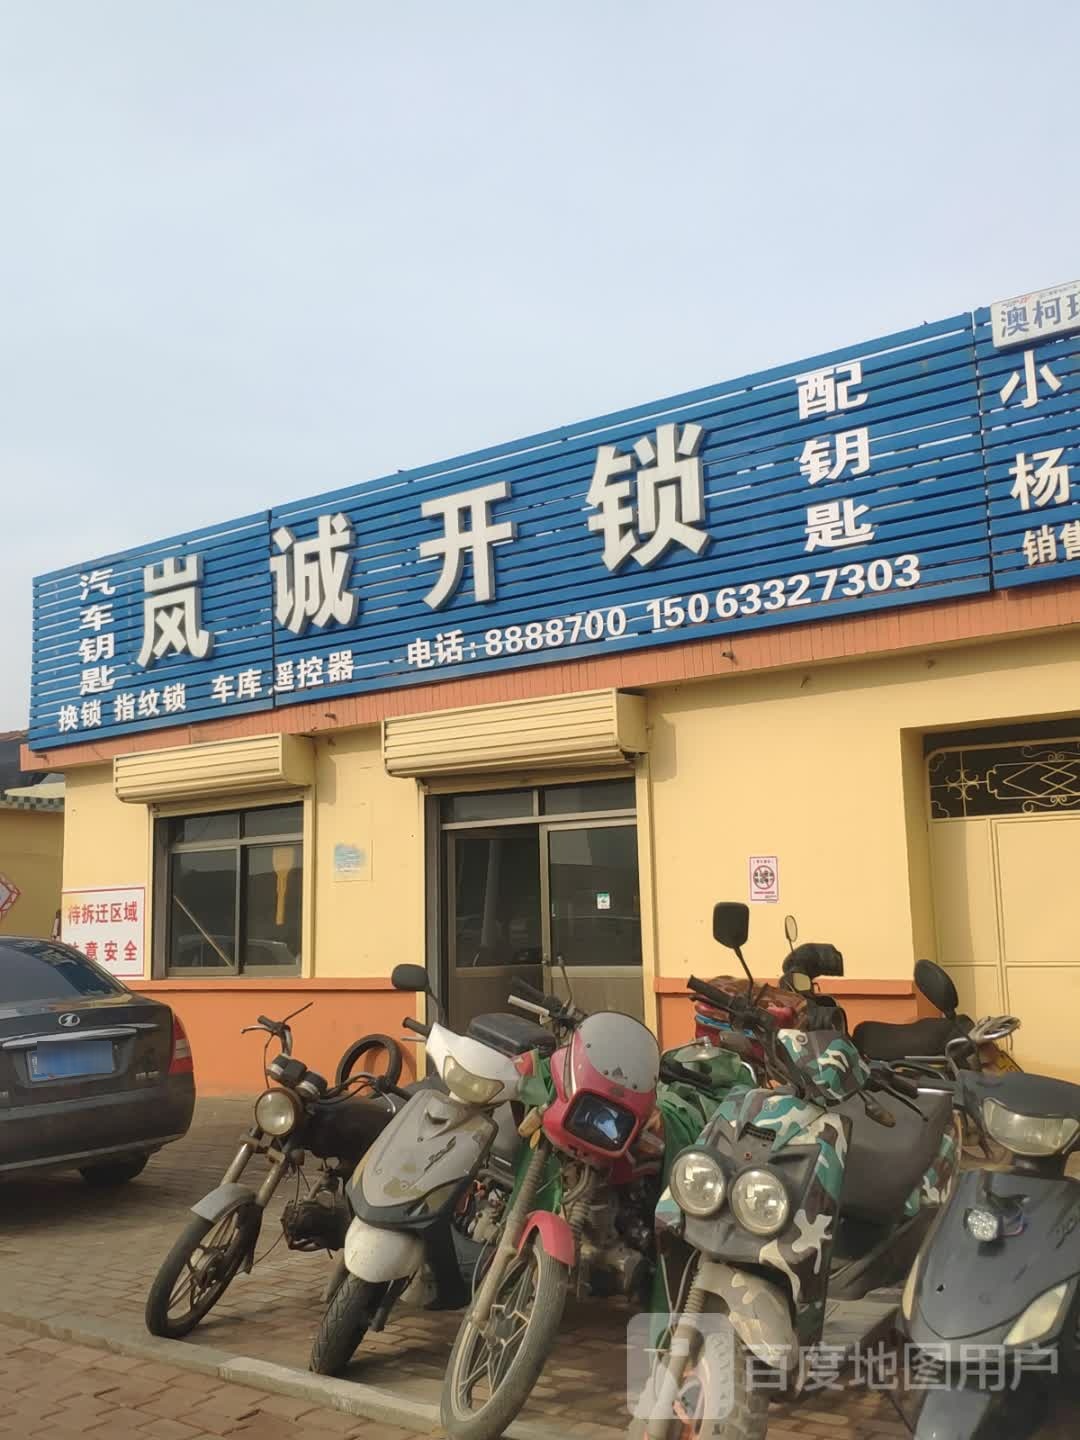 汽车钥匙
岚诚开锁
配钥匙
换锁 指纹锁 车库遥控器
电话:8888700 15063327303
澳柯玛
小
杨
销售
待拆迁区域
注意安全
百度地图用户